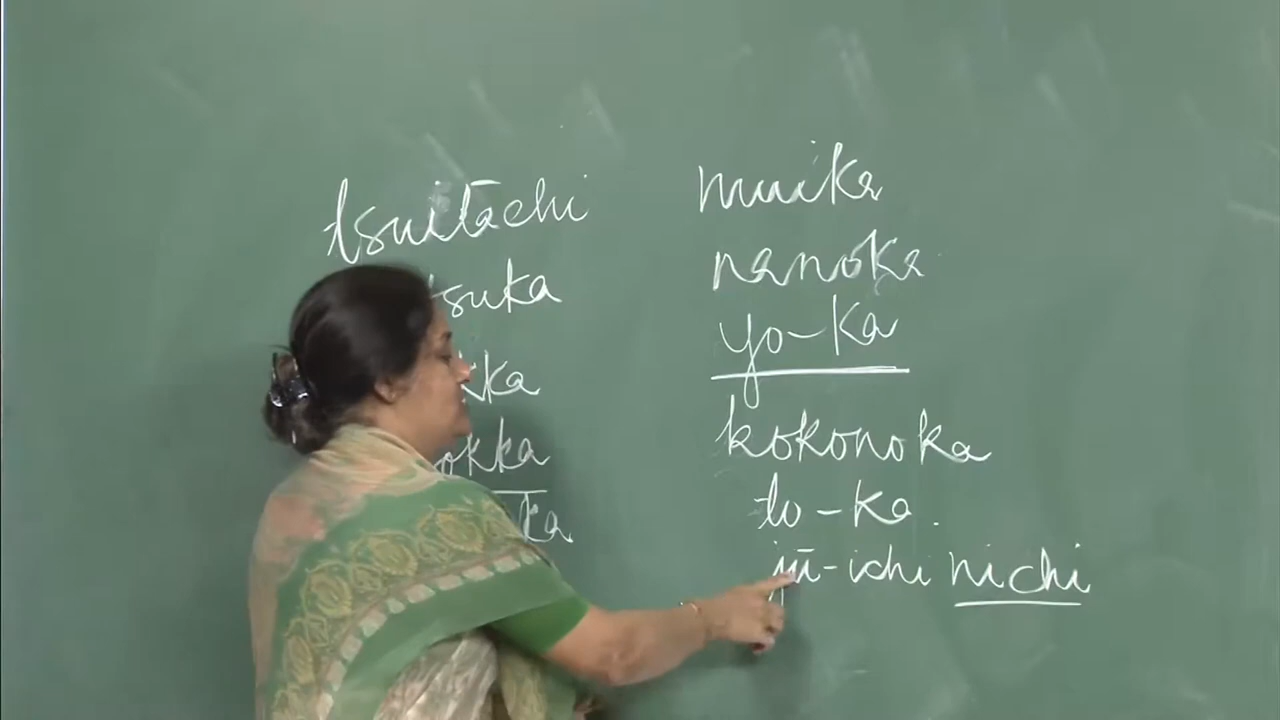 tsuitachi
suka
ka
okka
ka
muika
nanoka
yo-ka
kokonoka
to-ka.
jū-ichi nichi